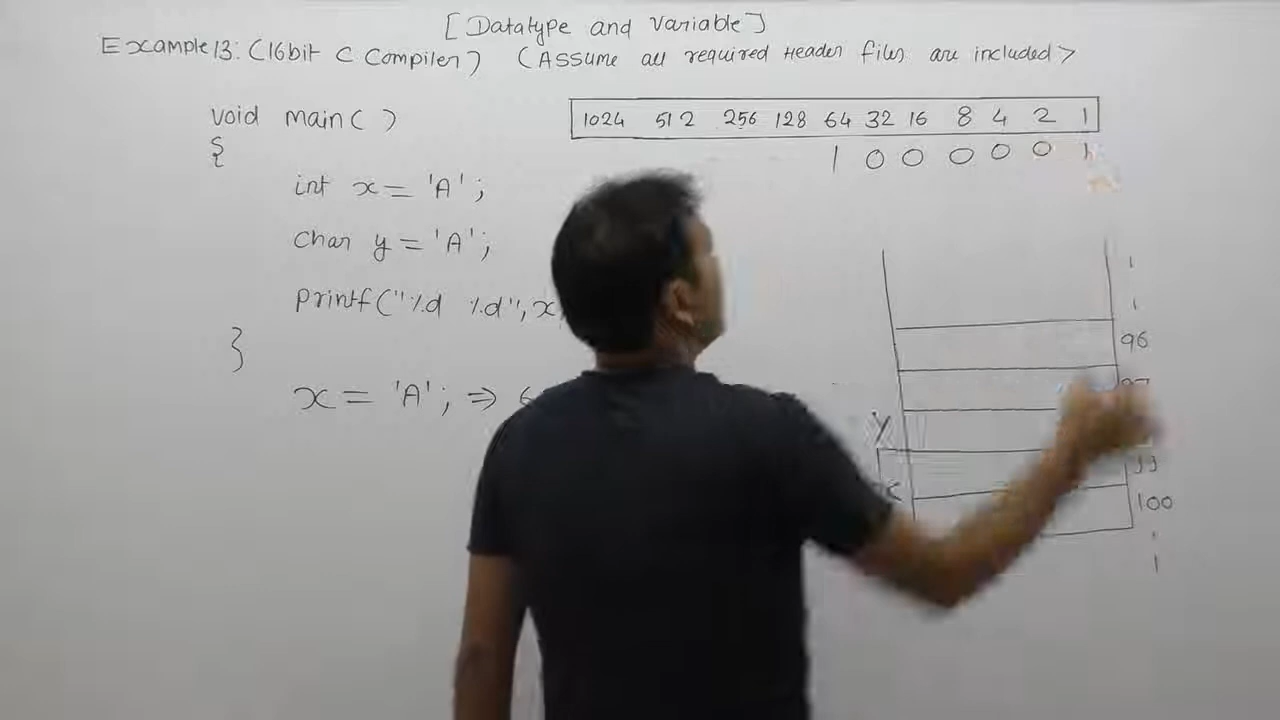 [Datatype and Variable]
Example 13: (16bit C Compiler) (Assume all required Header files are included)
void main( )
{
int x = 'A';
char y = 'A';
printf("%d %d", x
}
x = 'A'; ⇒ 6
1024 512 256 128 64 32 16 8 4 2 1
1 0 0 0 0 0 1
96
y
100